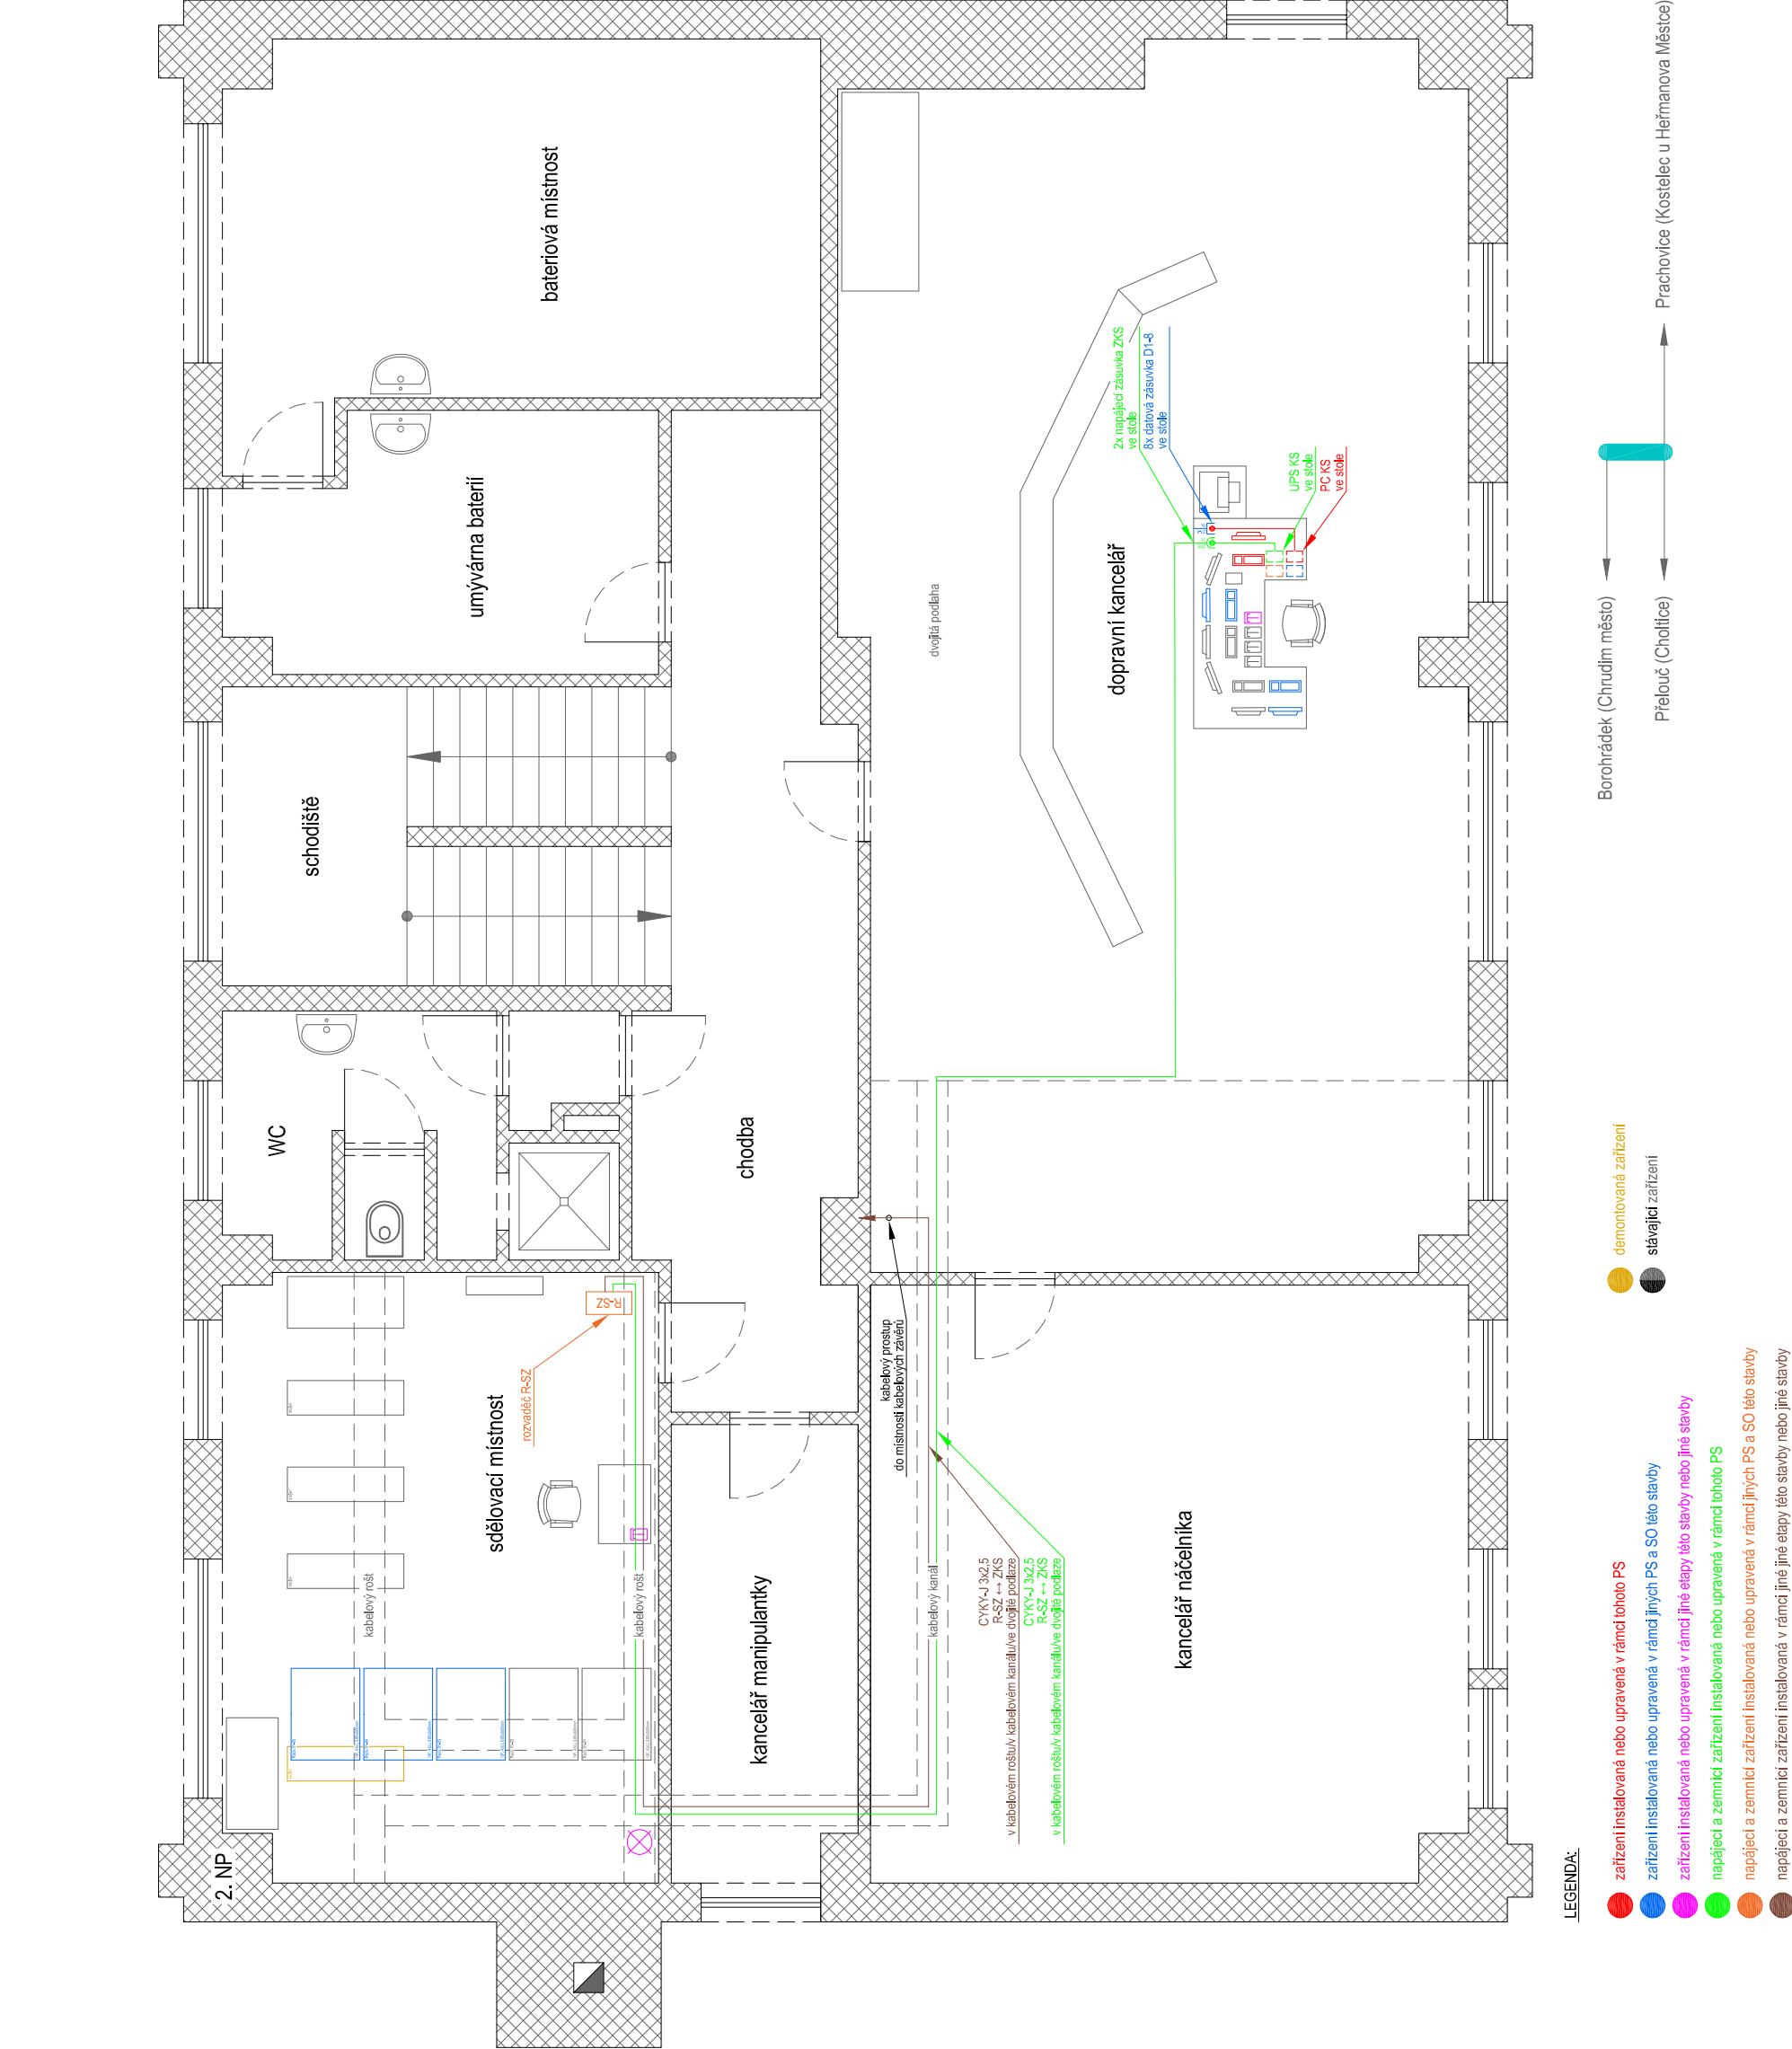 2. NP
bateriová místnost
umývárna baterií
schodiště
WC
chodba
sdělovací místnost
rozvaděč R-SZ
R-SZ
kabelový rošt
kabelový rošt
kancelář manipulantky
kabelový prostup
do místnosti kabelových závěrů
kabelový kanál
CYKY-J 3x2,5
R-SZ ↔ ZKS
v kabelovém roštu/v kabelovém kanálu/ve dvojité podlaze
CYKY-J 3x2,5
R-SZ ↔ ZKS
v kabelovém roštu/v kabelovém kanálu/ve dvojité podlaze
kancelář náčelníka
dvojitá podlaha
dopravní kancelář
2x napájecí zásuvka ZKS
ve stole
8x datová zásuvka D1-8
ve stole
UPS KS
ve stole
PC KS
ve stole
Borohrádek (Chrudim město)
Přelouč (Choltice)
Prachovice (Kostelec u Heřmanova Městce)
LEGENDA:
zařízení instalovaná nebo upravená v rámci tohoto PS
zařízení instalovaná nebo upravená v rámci jiných PS a SO této stavby
zařízení instalovaná nebo upravená v rámci jiné etapy této stavby nebo jiné stavby
napájecí a zemnicí zařízení instalovaná nebo upravená v rámci tohoto PS
napájecí a zemnicí zařízení instalovaná nebo upravená v rámci jiných PS a SO této stavby
napájecí a zemnicí zařízení instalovaná v rámci jiné etapy této stavby nebo jiné stavby
demontovaná zařízení
stávající zařízení